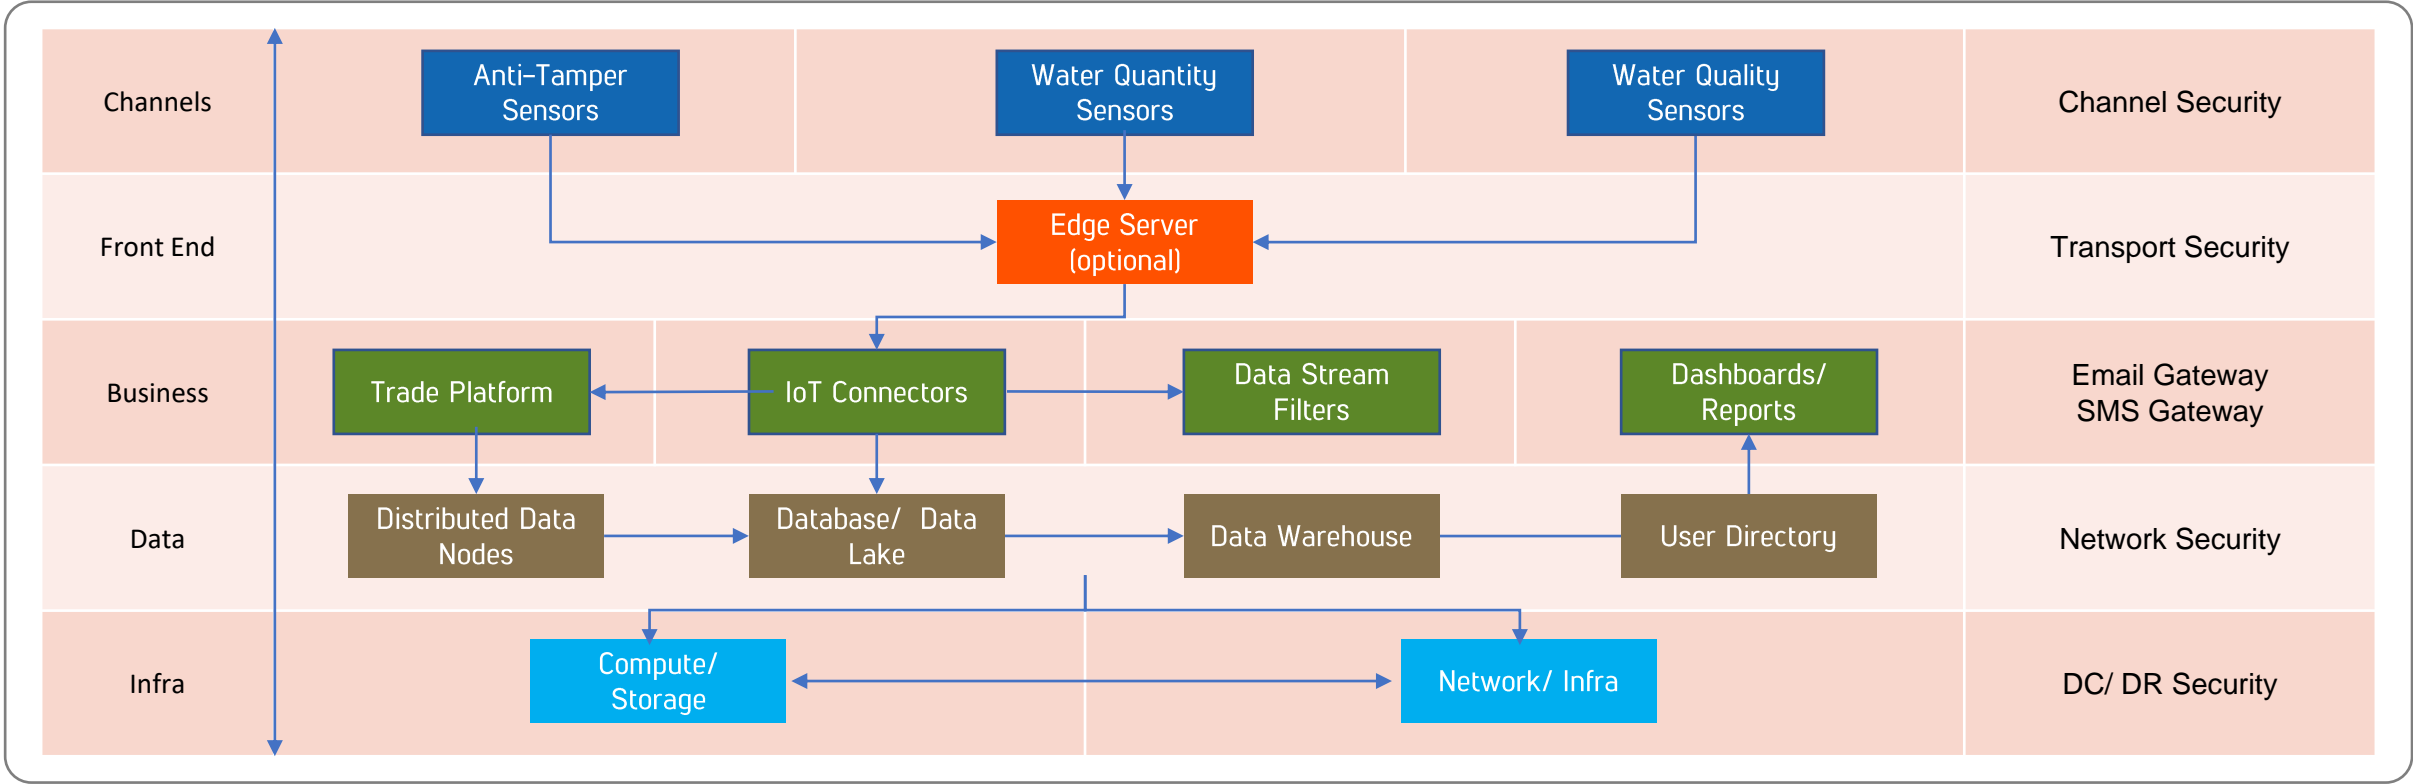 Channels
Anti-Tamper
Sensors
Water Quantity
Sensors
Water Quality
Sensors
Channel Security
Front End
Edge Server
(optional)
Transport Security
Business
Trade Platform
IoT Connectors
Data Stream
Filters
Dashboards/
Reports
Email Gateway
SMS Gateway
Data
Distributed Data
Nodes
Database/ Data
Lake
Data Warehouse
User Directory
Network Security
Infra
Compute/
Storage
Network/ Infra
DC/ DR Security